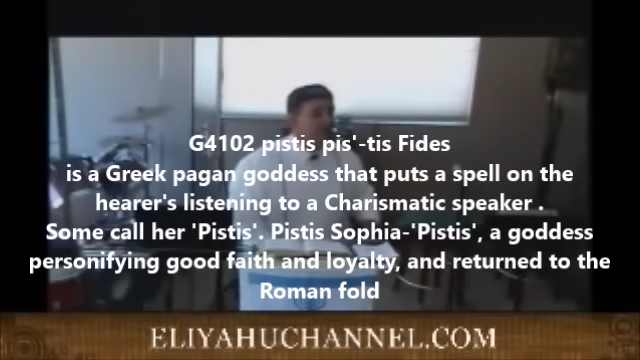 G4102 pistis pis'-tis Fides
is a Greek pagan goddess that puts a spell on the
hearer's listening to a Charismatic speaker .
Some call her 'Pistis'. Pistis Sophia-'Pistis', a goddess
personifying good faith and loyalty, and returned to the
Roman fold
ELIYAHUCHANNEL.COM